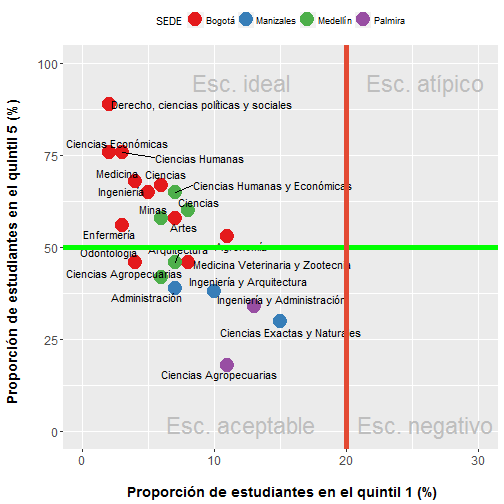 SEDE Bogotá Manizales Medellín Palmira
Proporción de estudiantes en el quintil 5 (%)
100
75
50
25
0
Esc. ideal
Esc. atípico
Derecho, ciencias políticas y sociales
Ciencias Económicas
Ciencias Humanas
Medicina
Ciencias
Ciencias Humanas y Económicas
Ingeniería
Ciencias
Minas
Artes
Enfermería
Agronomía
Odontología
Arquitectura
Medicina Veterinaria y Zootecnia
Ciencias Agropecuarias
Ingeniería y Arquitectura
Administración
Ingeniería y Administración
Ciencias Exactas y Naturales
Ciencias Agropecuarias
Esc. aceptable
Esc. negativo
0
10
20
30
Proporción de estudiantes en el quintil 1 (%)